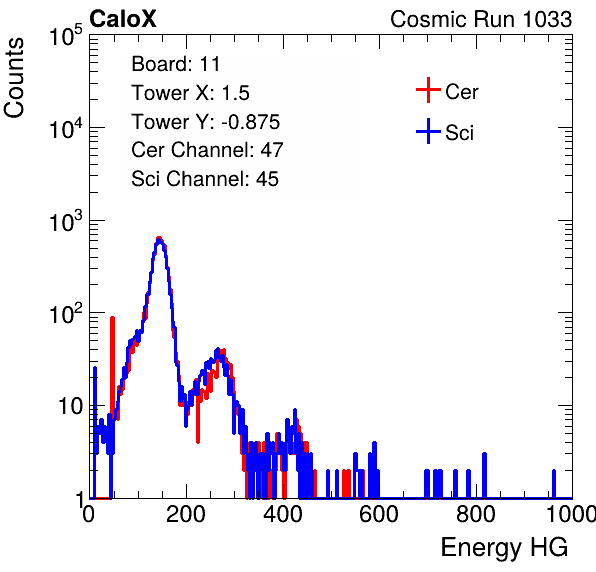 CaloX Cosmic Run 1033
Board: 11
Tower X: 1.5
Tower Y: -0.875
Cer Channel: 47
Sci Channel: 45
Cer
Sci
Counts
10^5
10^4
10^3
10^2
10
1
0 200 400 600 800 1000
Energy HG